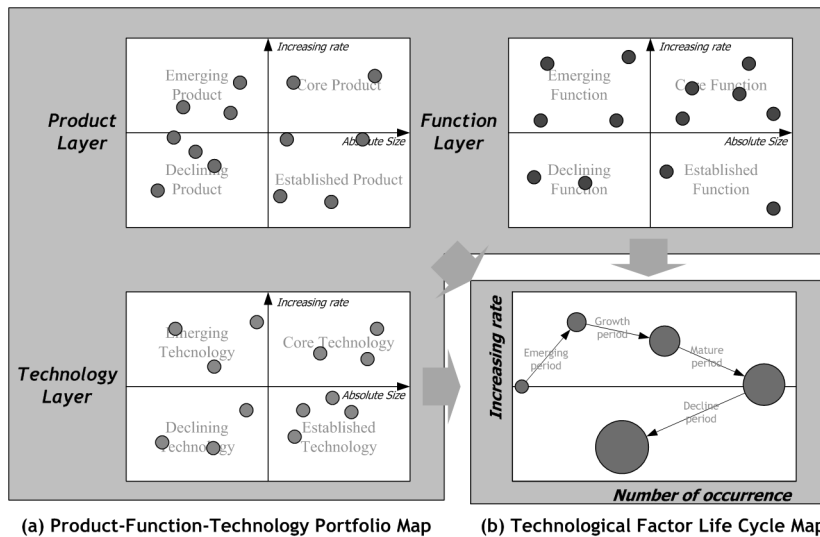 Increasing rate
Emerging
Product
Core Product
Product
Layer
Absolute Size
Declining
Product
Established Product
Increasing rate
Emerging
Function
Core Function
Function
Layer
Absolute Size
Declining
Function
Established
Function
Increasing rate
Emerging
Tehcnology
Core Technology
Technology
Layer
Absolute Size
Declining
Technology
Established
Technology
Increasing rate
Growth
period
Emerging
period
Mature
period
Decline
period
Number of occurrence
(a) Product-Function-Technology Portfolio Map
(b) Technological Factor Life Cycle Map